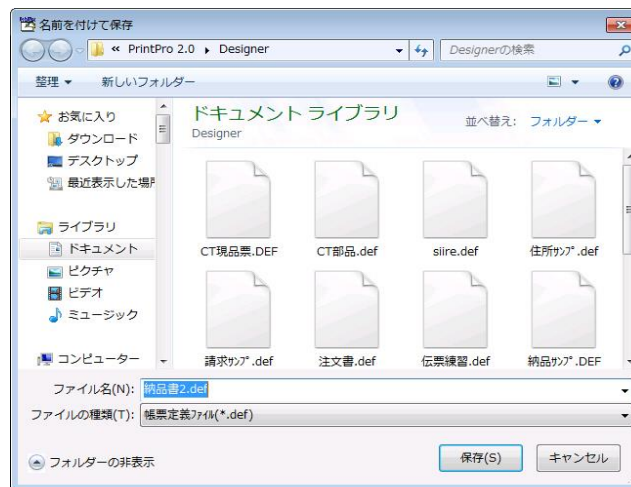 名前を付けて保存
« PrintPro 2.0 ▸ Designer
Designerの検索
整理
新しいフォルダー
お気に入り
ダウンロード
デスクトップ
最近表示した場所
ライブラリ
ドキュメント
ピクチャ
ビデオ
ミュージック
コンピューター
ドキュメント ライブラリ
Designer
並べ替え: フォルダー
CT現品票.DEF
CT部品.def
siire.def
住所ｻﾝﾌﾟ.def
請求ｻﾝﾌﾟ.def
注文書.def
伝票練習.def
納品ｻﾝﾌﾟ.DEF
ファイル名(N): 納品書2.def
ファイルの種類(T): 帳票定義ﾌｧｲﾙ(*.def)
フォルダーの非表示
保存(S)
キャンセル